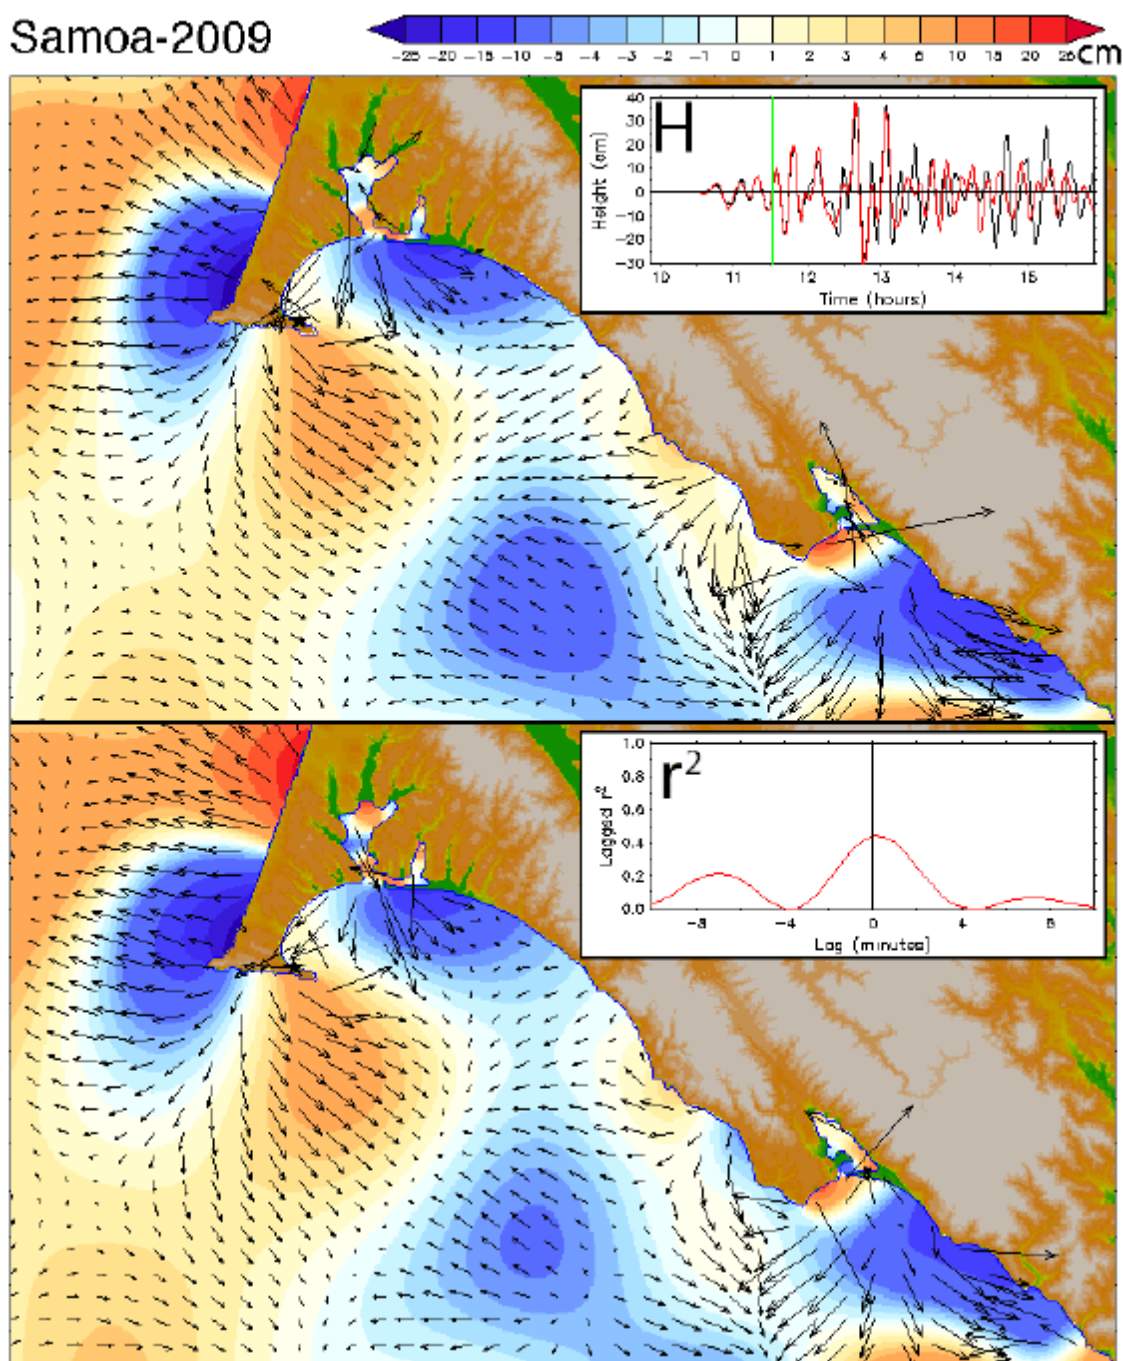 Samoa-2009
-25 -20 -15 -10 -5 -4 -3 -2 -1 0 1 2 3 4 5 10 15 20 25 cm
H
Height (cm)
40
30
20
10
0
-10
-20
-30
10 11 12 13 14 15
Time (hours)
r²
Lagged r²
1.0
0.8
0.6
0.4
0.2
0.0
-8 -4 0 4 8
Lag (minutes)